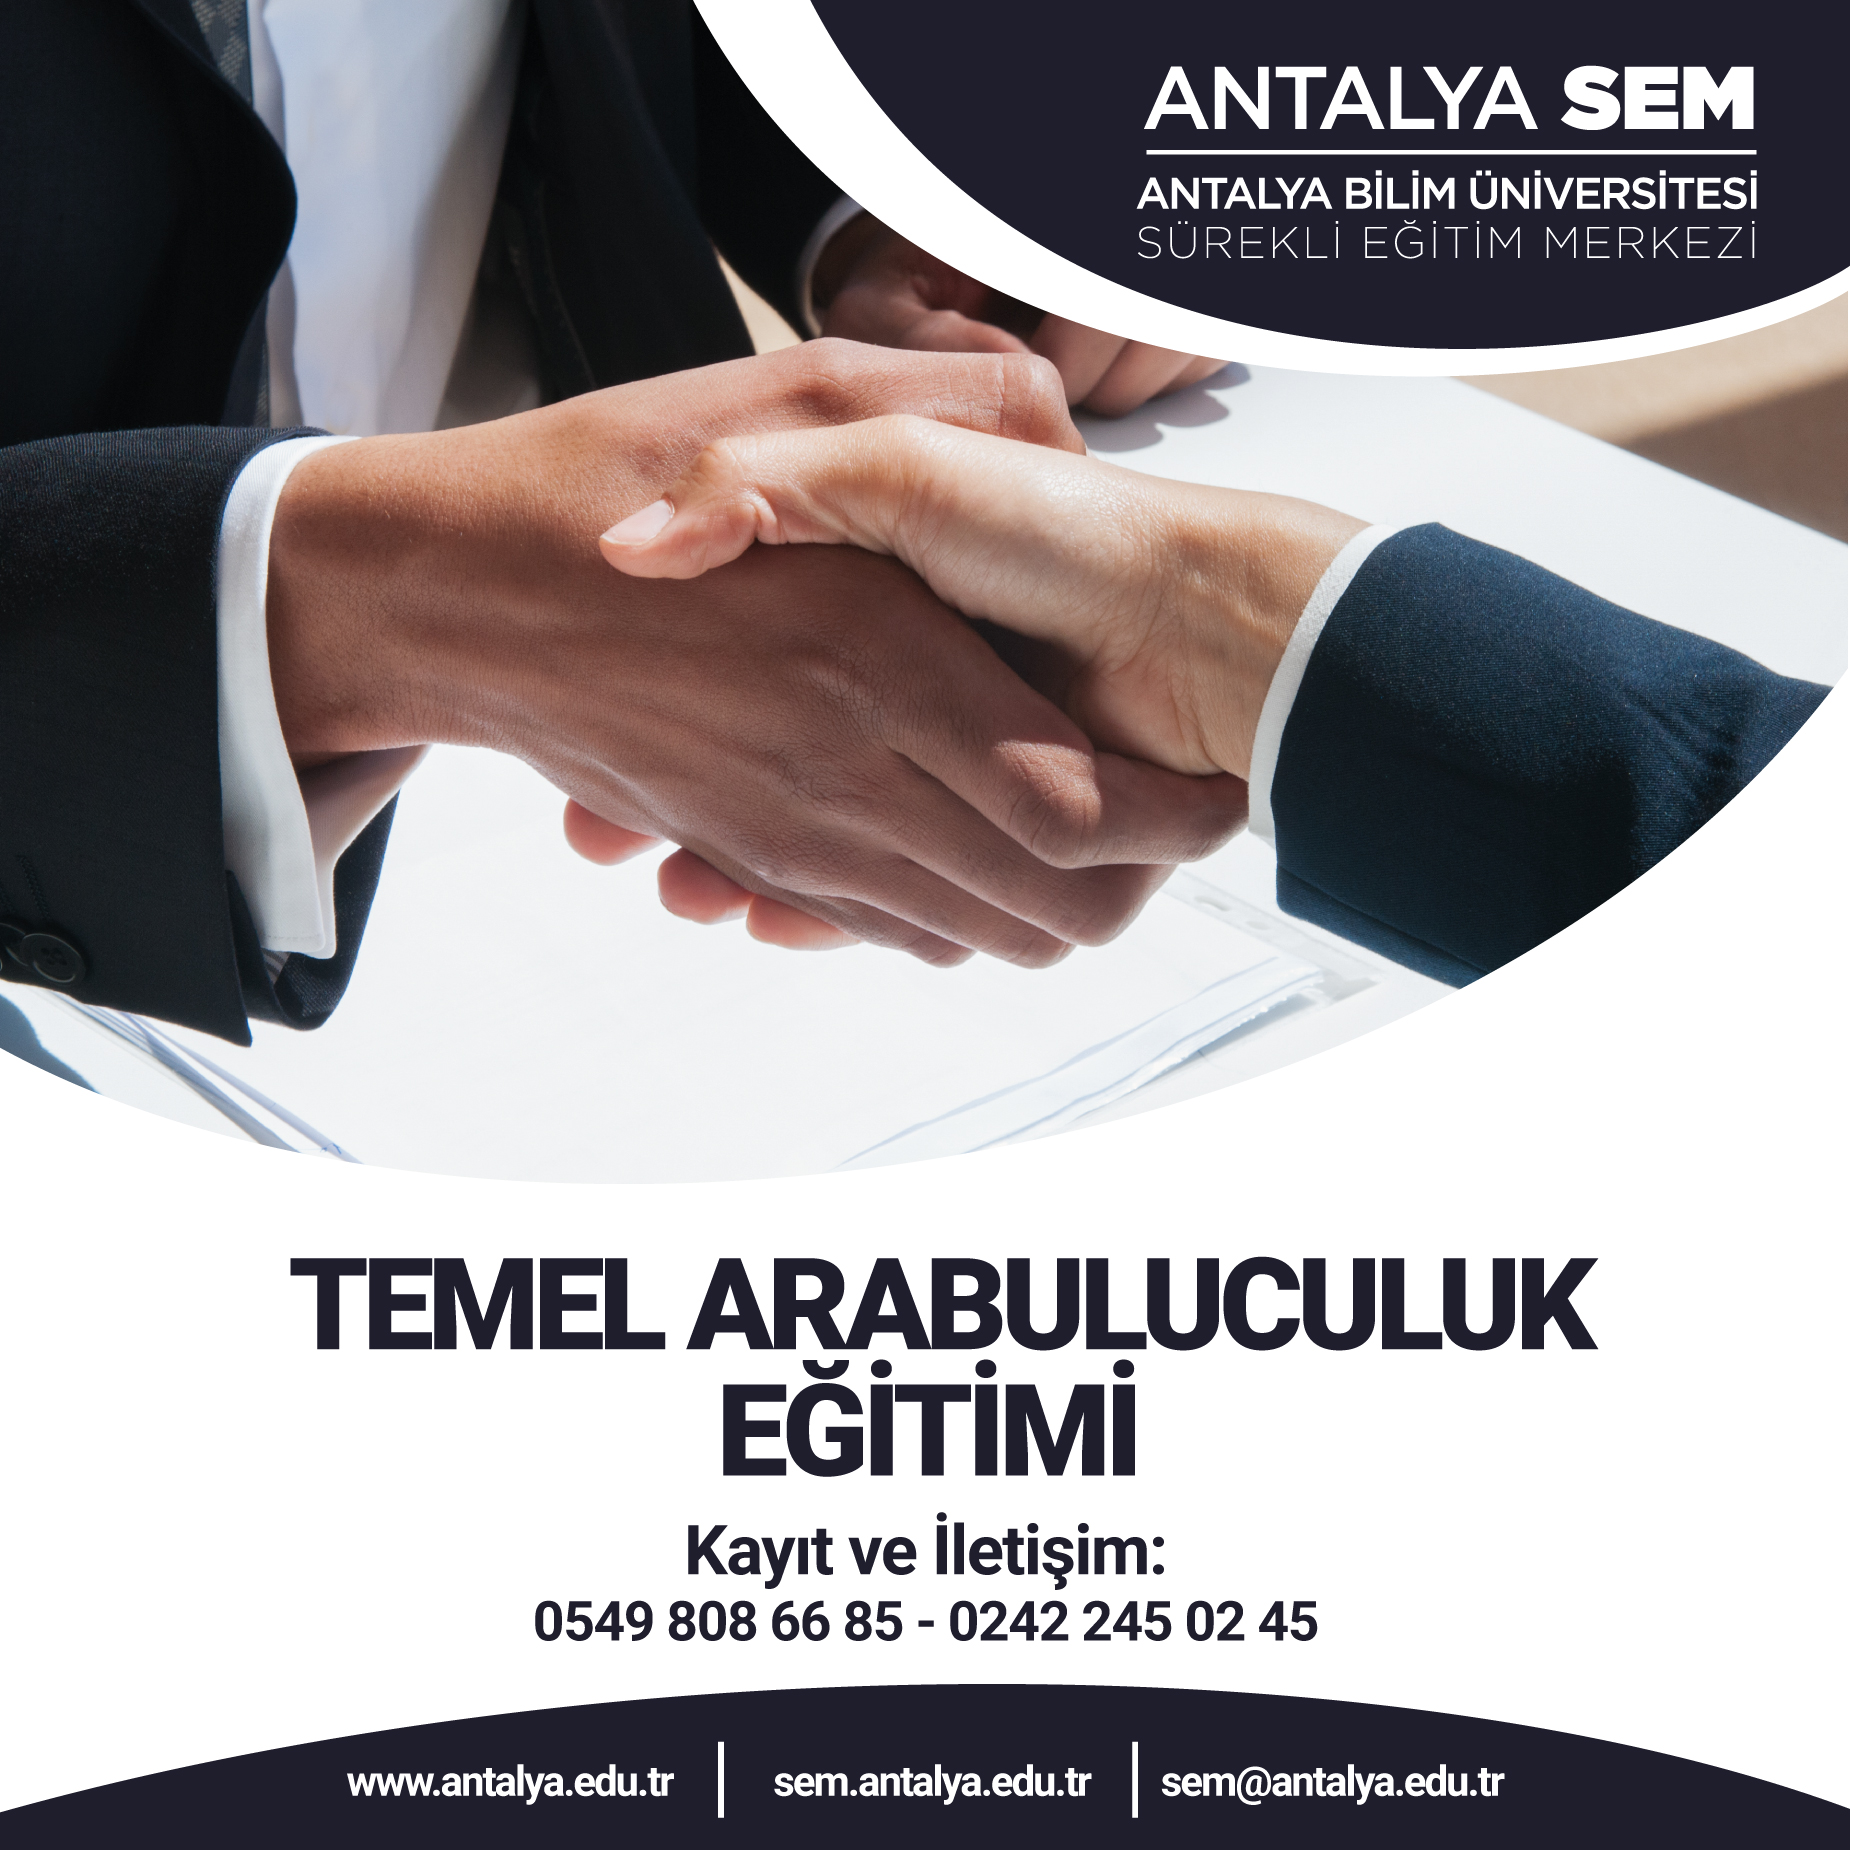 ANTALYA SEM
ANTALYA BİLİM ÜNİVERSİTESİ
SÜREKLİ EĞİTİM MERKEZİ
TEMEL ARABULUCULUK
EĞİTİMİ
Kayıt ve İletişim:
0549 808 66 85 - 0242 245 02 45
www.antalya.edu.tr | sem.antalya.edu.tr | sem@antalya.edu.tr